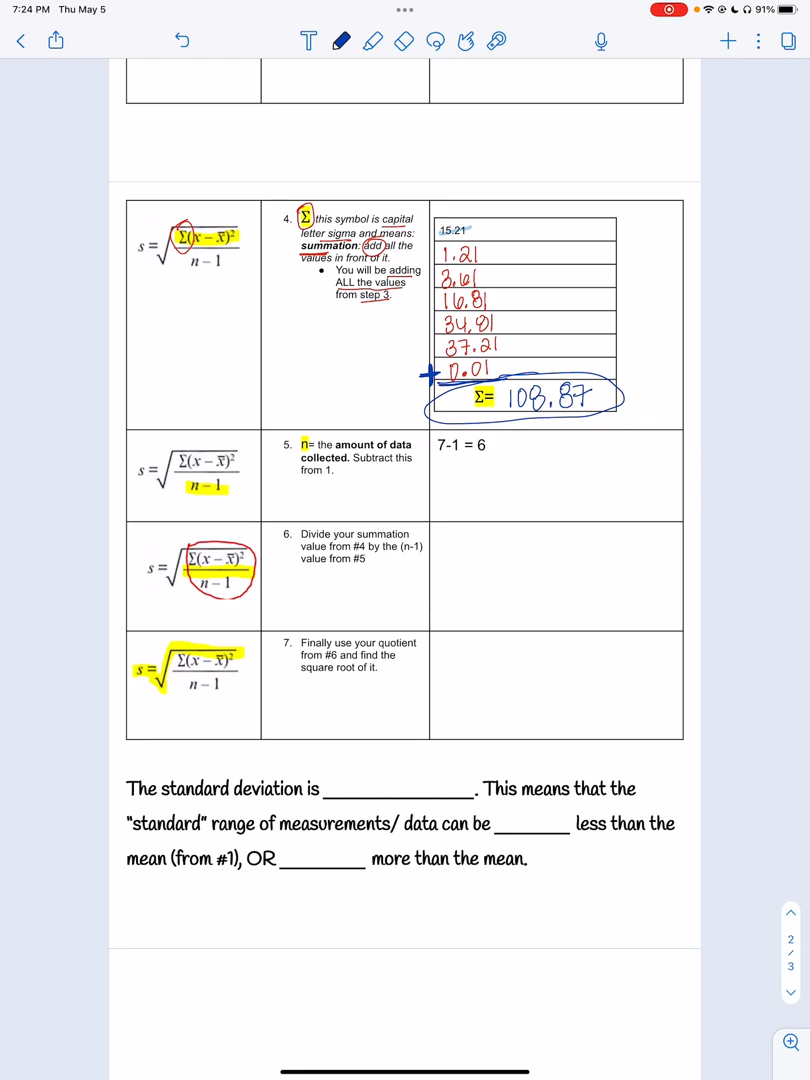 7:24 PM Thu May 5
91%
T
s = √Σ(x – x̄)²
n – 1
4. Σ this symbol is capital
letter sigma and means:
summation: add all the
values in front of it.
● You will be adding
ALL the values
from step 3.
15.21
1.21
3.61
16.81
34.81
37.21
+ 0.01
Σ= 108.87
s = √Σ(x – x̄)²
n – 1
5. n= the amount of data
collected. Subtract this
from 1.
7-1 = 6
s = √Σ(x – x̄)²
n – 1
6. Divide your summation
value from #4 by the (n-1)
value from #5
s = √Σ(x – x̄)²
n – 1
7. Finally use your quotient
from #6 and find the
square root of it.
The standard deviation is ________________. This means that the
"standard" range of measurements/ data can be ________ less than the
mean (from #1), OR _________ more than the mean.
2
/
3